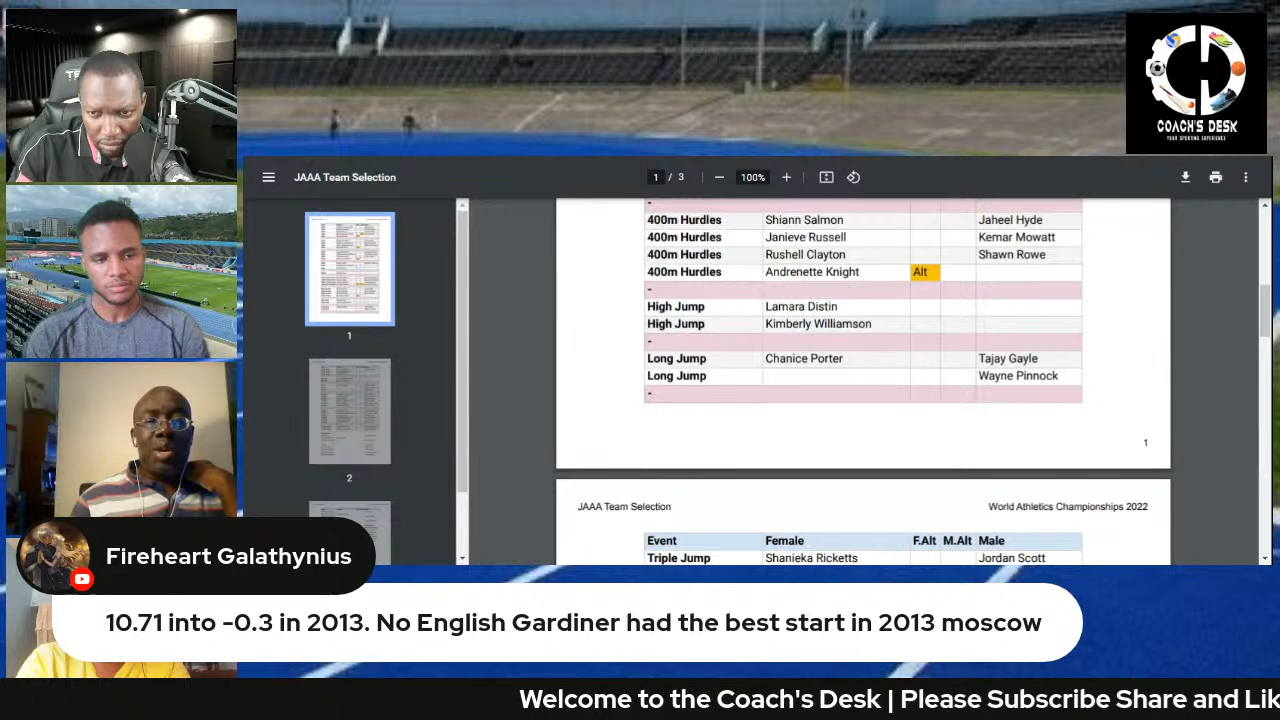 COACH'S DESK
YOUR SPORTING EXPERIENCE
JAAA Team Selection
1 / 3
100%
-
400m Hurdles Shiann Salmon Jaheel Hyde
400m Hurdles Janieve Russell Kemar Mowatt
400m Hurdles Rushell Clayton Shawn Rowe
400m Hurdles Andrenette Knight Alt
-
High Jump Lamara Distin
High Jump Kimberly Williamson
-
Long Jump Chanice Porter Tajay Gayle
Long Jump Wayne Pinnock
-
1
1
2
JAAA Team Selection World Athletics Championships 2022
Event Female F.Alt M.Alt Male
Triple Jump Shanieka Ricketts Jordan Scott
Fireheart Galathynius
10.71 into -0.3 in 2013. No English Gardiner had the best start in 2013 moscow
Welcome to the Coach's Desk | Please Subscribe Share and Lik